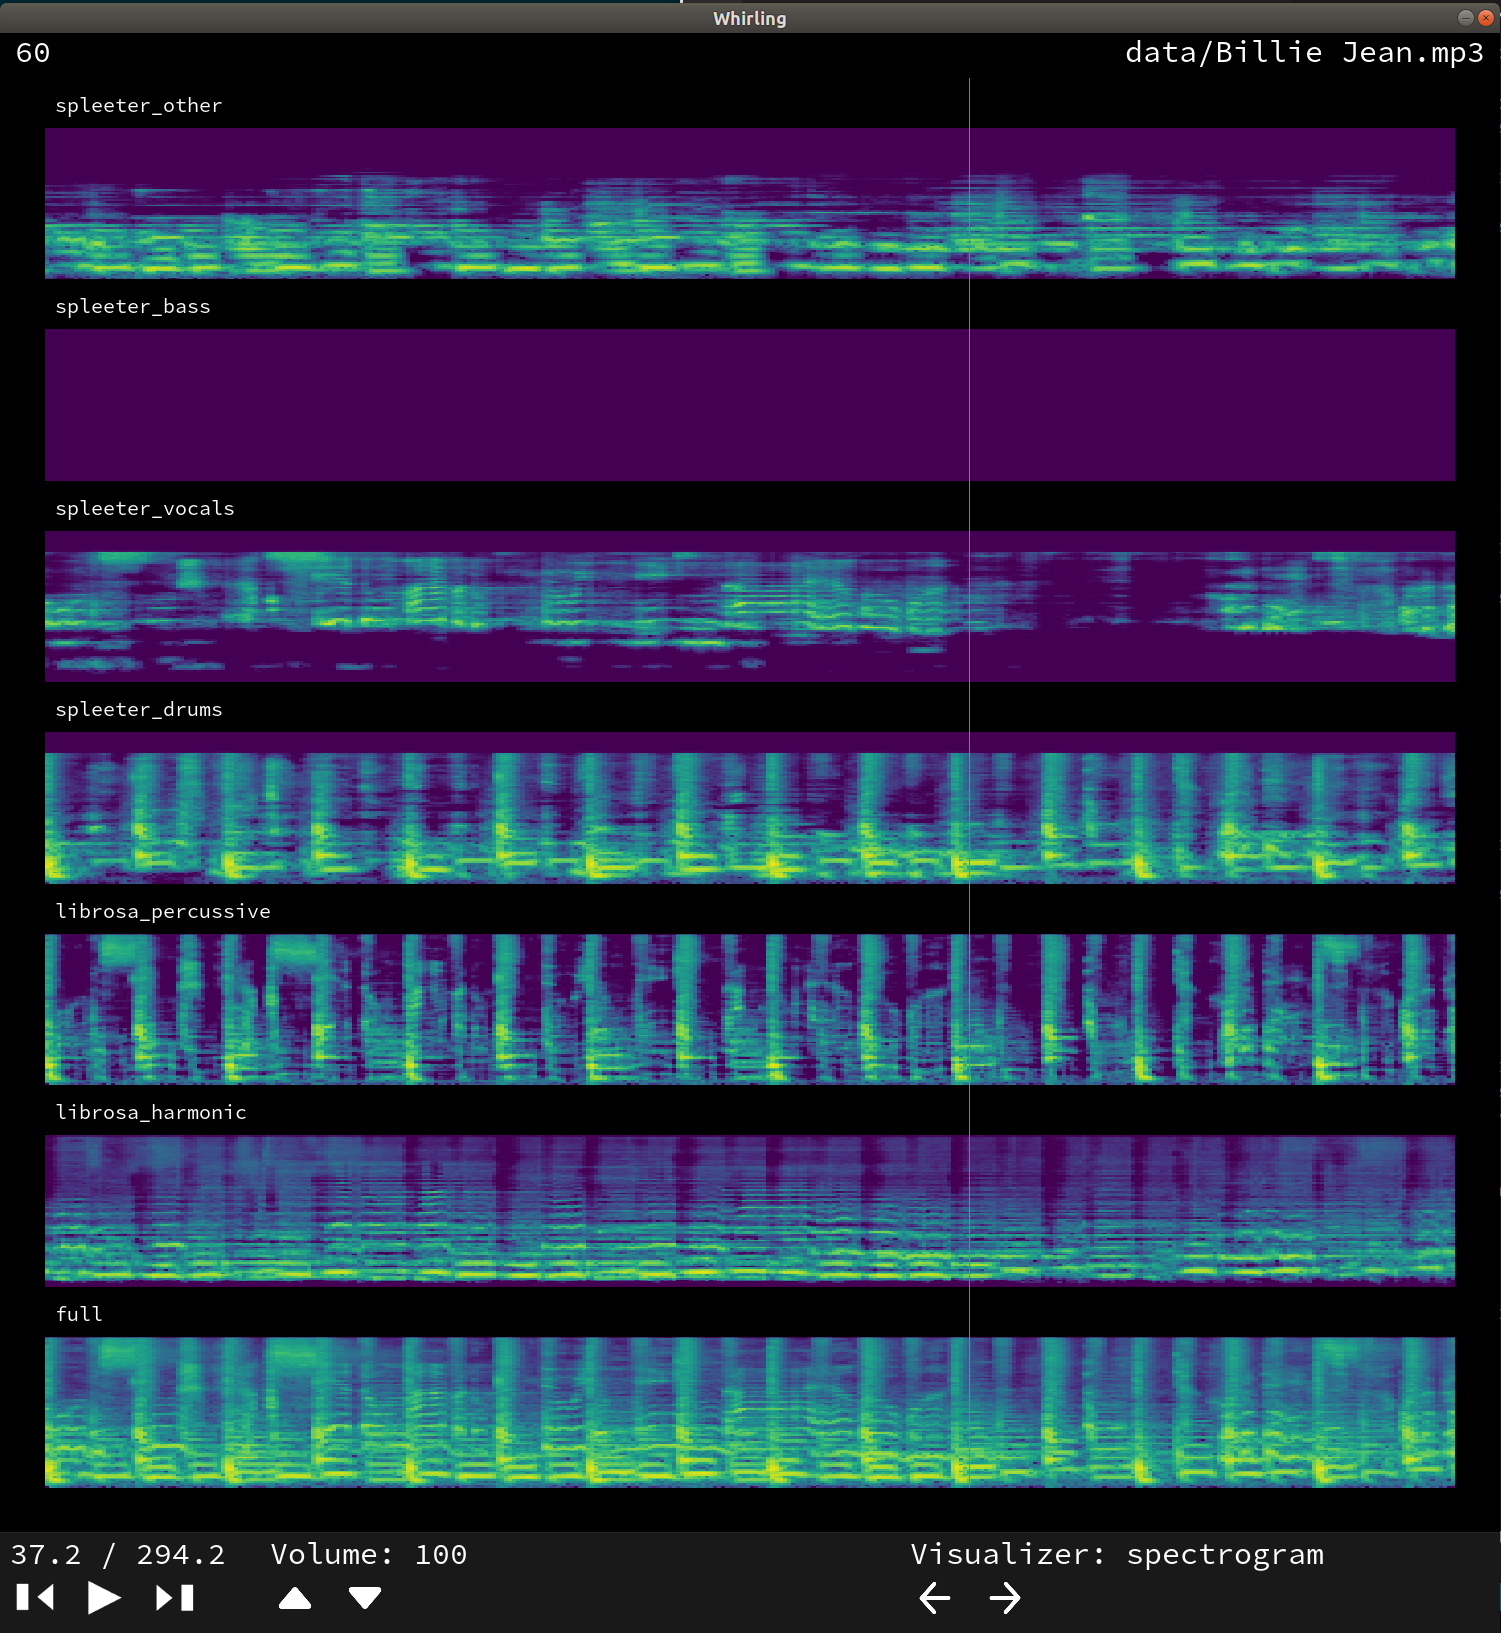 Whirling
60
data/Billie Jean.mp3
spleeter_other
spleeter_bass
spleeter_vocals
spleeter_drums
librosa_percussive
librosa_harmonic
full
37.2 / 294.2
Volume: 100
Visualizer: spectrogram